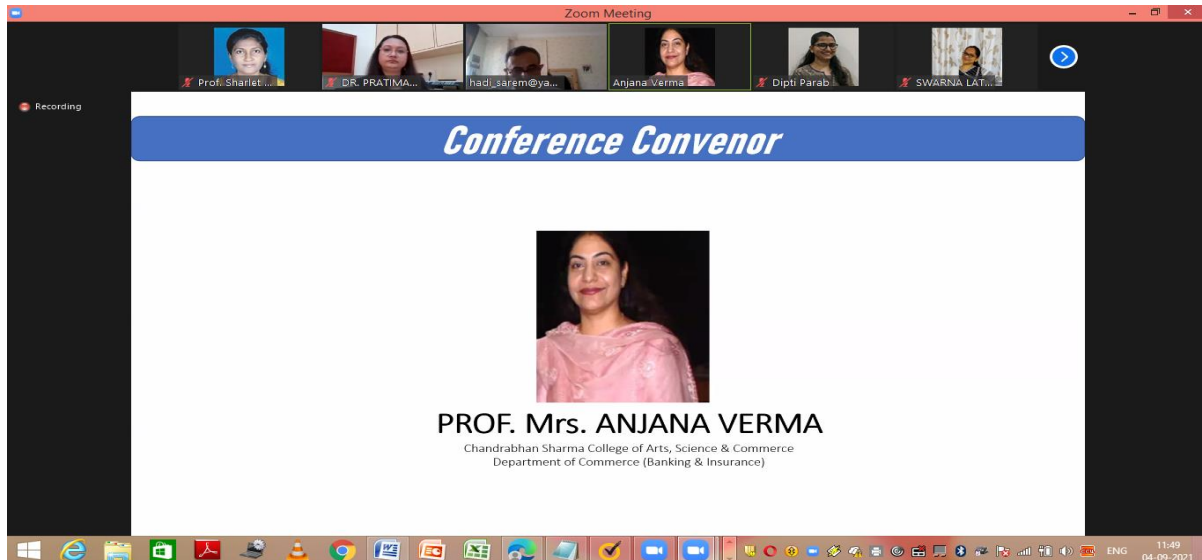 Zoom Meeting
Prof. Sharlet ...
DR. PRATIMA...
hadi_sarem@ya...
Anjana Verma
Dipti Parab
SWARNA LAT...
Recording
Conference Convenor
PROF. Mrs. ANJANA VERMA
Chandrabhan Sharma College of Arts, Science & Commerce
Department of Commerce (Banking & Insurance)
ENG
11:49
04-09-202